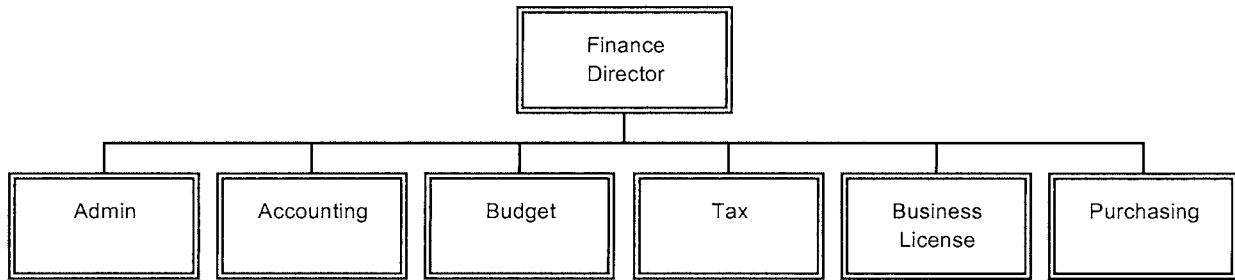 Finance
Director
Admin
Accounting
Budget
Tax
Business
License
Purchasing